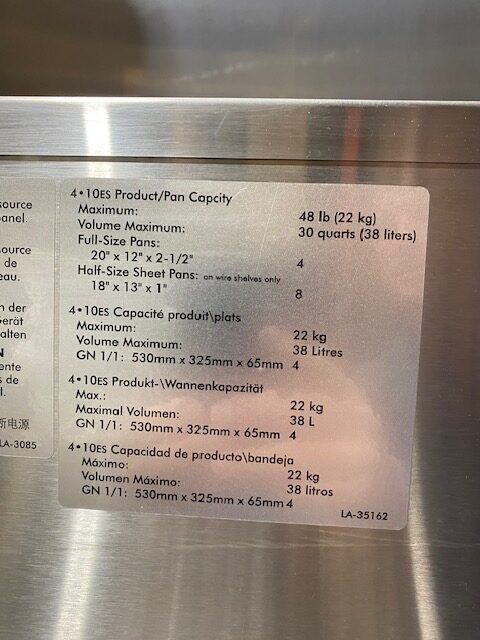 source
anel.
ource
de
eau.
n der
Gerät
alten
N
ente
s de
l.
断电源
LA-3085
4•10ES Product/Pan Capcity
Maximum: 48 lb (22 kg)
Volume Maximum: 30 quarts (38 liters)
Full-Size Pans:
20" x 12" x 2-1/2" 4
Half-Size Sheet Pans: on wire shelves only
18" x 13" x 1" 8
4•10ES Capacité produit\plats
Maximum: 22 kg
Volume Maximum: 38 Litres
GN 1/1: 530mm x 325mm x 65mm 4
4•10ES Produkt-\Wannenkapazität
Max.: 22 kg
Maximal Volumen: 38 L
GN 1/1: 530mm x 325mm x 65mm 4
4•10ES Capacidad de producto\bandeja
Máximo: 22 kg
Volumen Máximo: 38 litros
GN 1/1: 530mm x 325mm x 65mm 4
LA-35162